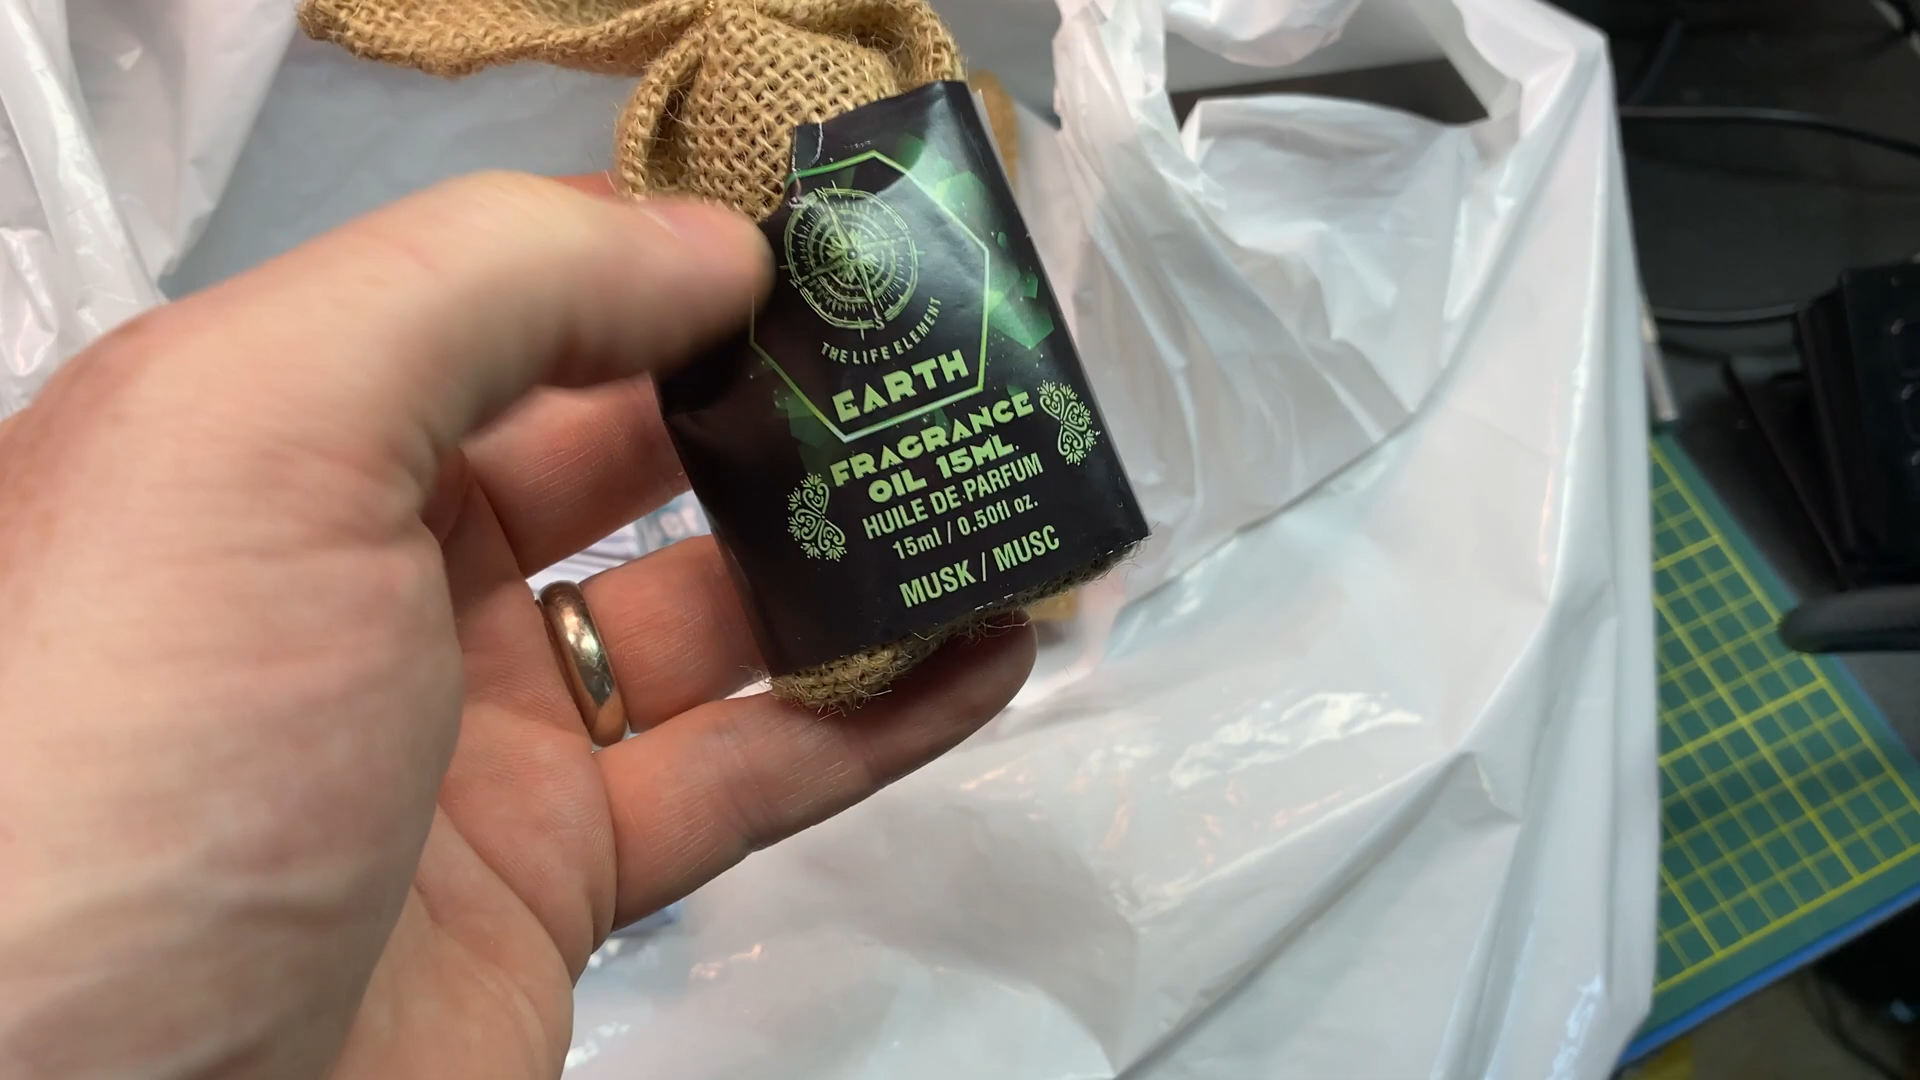 N
S
THE LIFE ELEMENT
EARTH
FRAGRANCE
OIL 15ML
HUILE DE PARFUM
15ml / 0.50fl oz.
MUSK / MUSC